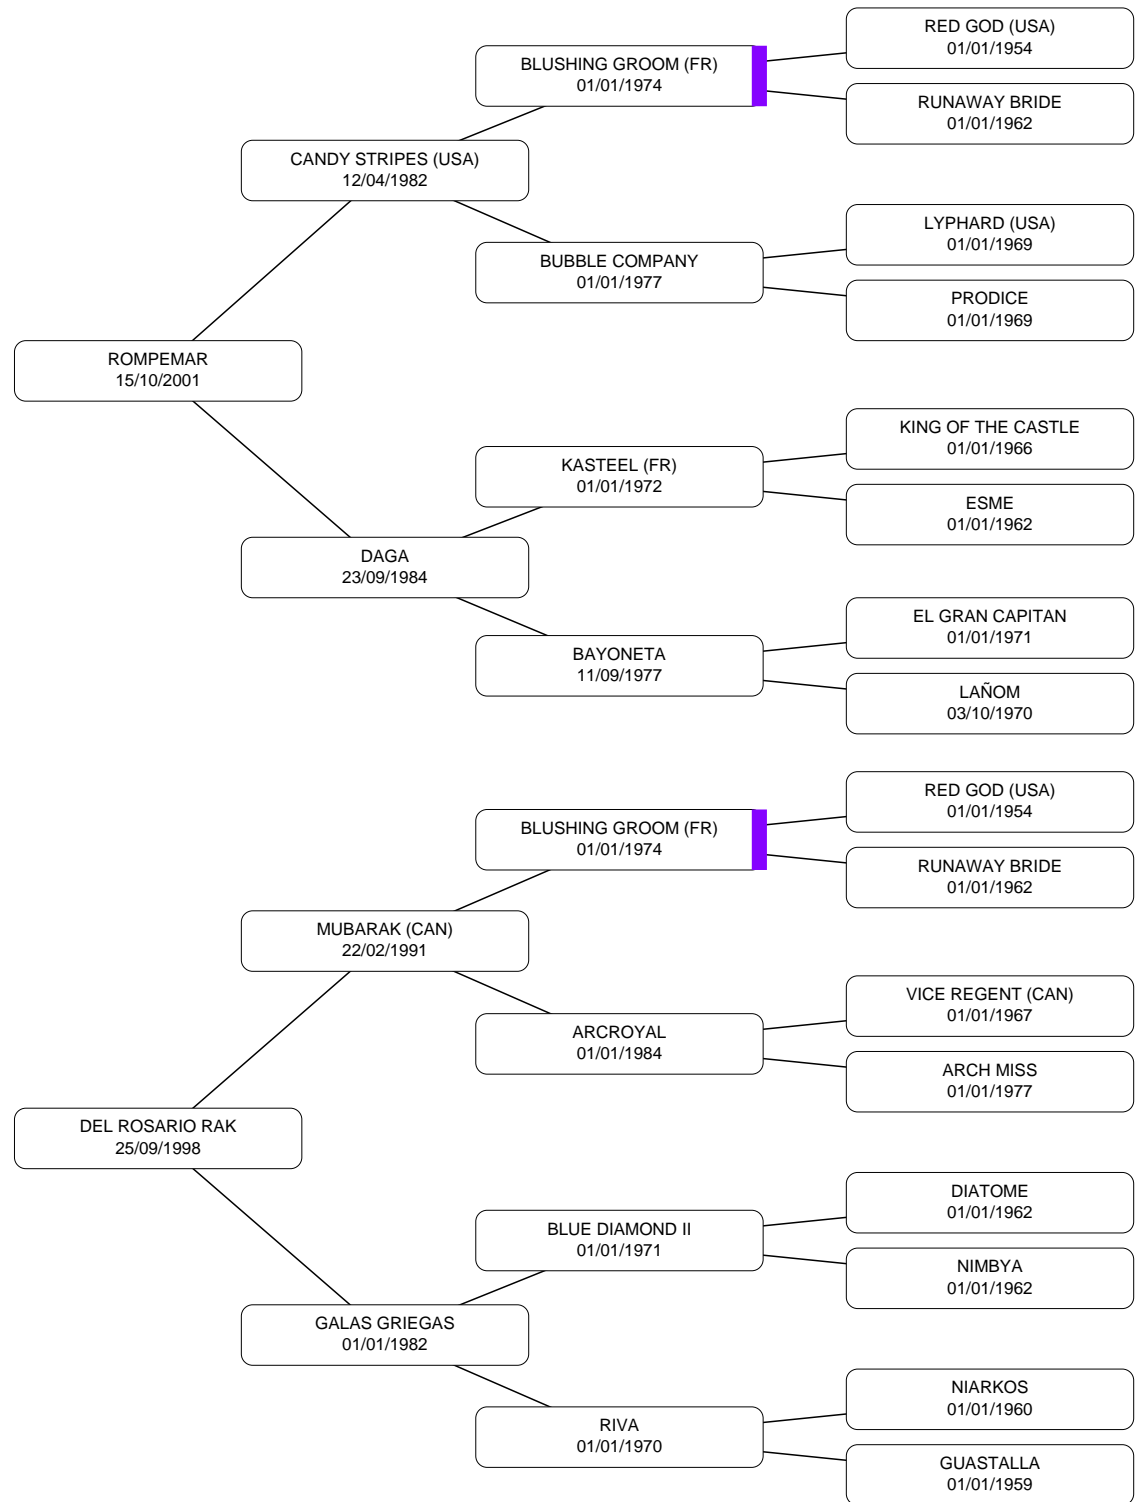 RED GOD (USA)
01/01/1954
BLUSHING GROOM (FR)
01/01/1974
RUNAWAY BRIDE
01/01/1962
CANDY STRIPES (USA)
12/04/1982
LYPHARD (USA)
01/01/1969
BUBBLE COMPANY
01/01/1977
PRODICE
01/01/1969
ROMPEMAR
15/10/2001
KING OF THE CASTLE
01/01/1966
KASTEEL (FR)
01/01/1972
ESME
01/01/1962
DAGA
23/09/1984
EL GRAN CAPITAN
01/01/1971
BAYONETA
11/09/1977
LAÑOM
03/10/1970
RED GOD (USA)
01/01/1954
BLUSHING GROOM (FR)
01/01/1974
RUNAWAY BRIDE
01/01/1962
MUBARAK (CAN)
22/02/1991
VICE REGENT (CAN)
01/01/1967
ARCROYAL
01/01/1984
ARCH MISS
01/01/1977
DEL ROSARIO RAK
25/09/1998
DIATOME
01/01/1962
BLUE DIAMOND II
01/01/1971
NIMBYA
01/01/1962
GALAS GRIEGAS
01/01/1982
NIARKOS
01/01/1960
RIVA
01/01/1970
GUASTALLA
01/01/1959